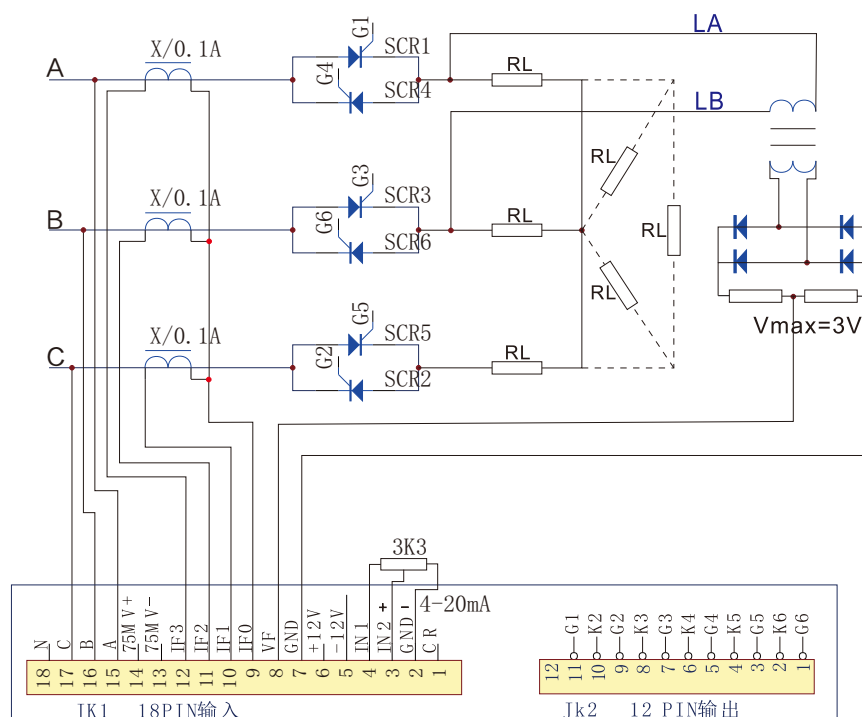 LA
G1
X/0.1A
SCR1
A
RL
G4
SCR4
LB
RL
G3
X/0.1A
SCR3
B
RL
G6
SCR6
RL
RL
G5
X/0.1A
SCR5
Vmax=3V
C
RL
G2
SCR2
3K3
4-20mA
N
C
B
A
75MV+
75MV-
IF3
IF2
IF1
IF0
VF
GND
+12V
-12V
IN1
IN2 +
GND -
CR
18 17 16 15 14 13 12 11 10 9 8 7 6 5 4 3 2 1
G1
K2
G2
K3
G3
K4
G4
K5
G5
K6
G6
12 11 10 9 8 7 6 5 4 3 2 1
JK1 18PIN输入
Jk2 12 PIN输出